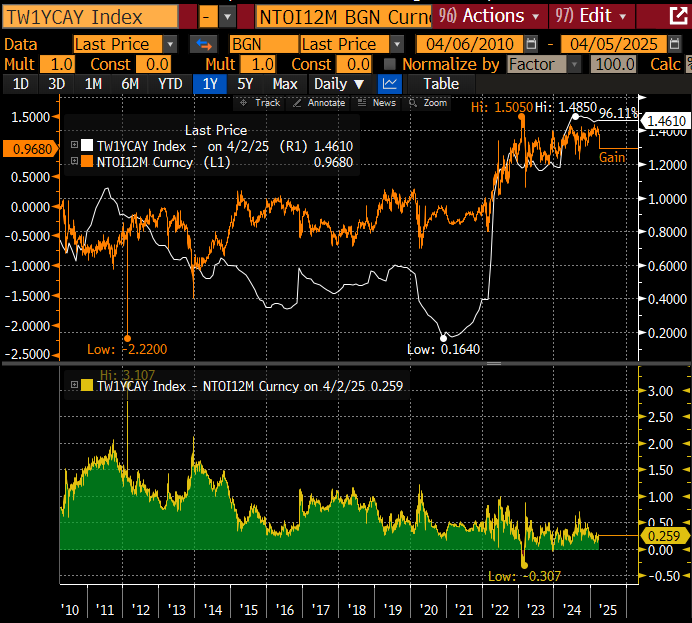 TW1YCAY Index - NTOI12M BGN Curnc 96) Actions 97) Edit
Data Last Price BGN Last Price 04/06/2010 - 04/05/2025
Mult 1.0 Const 0.0 Mult 1.0 Const 0.0 Normalize by Factor 100.0 Calc %
1D 3D 1M 6M YTD 1Y 5Y Max Daily ▼ Table
Track Annotate News Zoom
Hi: 1.5050 Hi: 1.4850 96.11%
Last Price
TW1YCAY Index - on 4/2/25 (R1) 1.4610
NTOI12M Curncy (L1) 0.9680
Gain
1.5000
0.9680
0.5000
0.0000
-0.5000
-1.0000
-1.5000
-2.0000
-2.5000
1.4610
1.4000
1.2000
1.0000
0.8000
0.6000
0.4000
0.2000
Low: -2.2200
Low: 0.1640
Hi: 3.107
TW1YCAY Index - NTOI12M Curncy on 4/2/25 0.259
3.00
2.50
2.00
1.50
1.00
0.50
0.259
0.00
-0.50
Low: -0.307
'10 '11 '12 '13 '14 '15 '16 '17 '18 '19 '20 '21 '22 '23 '24 '25